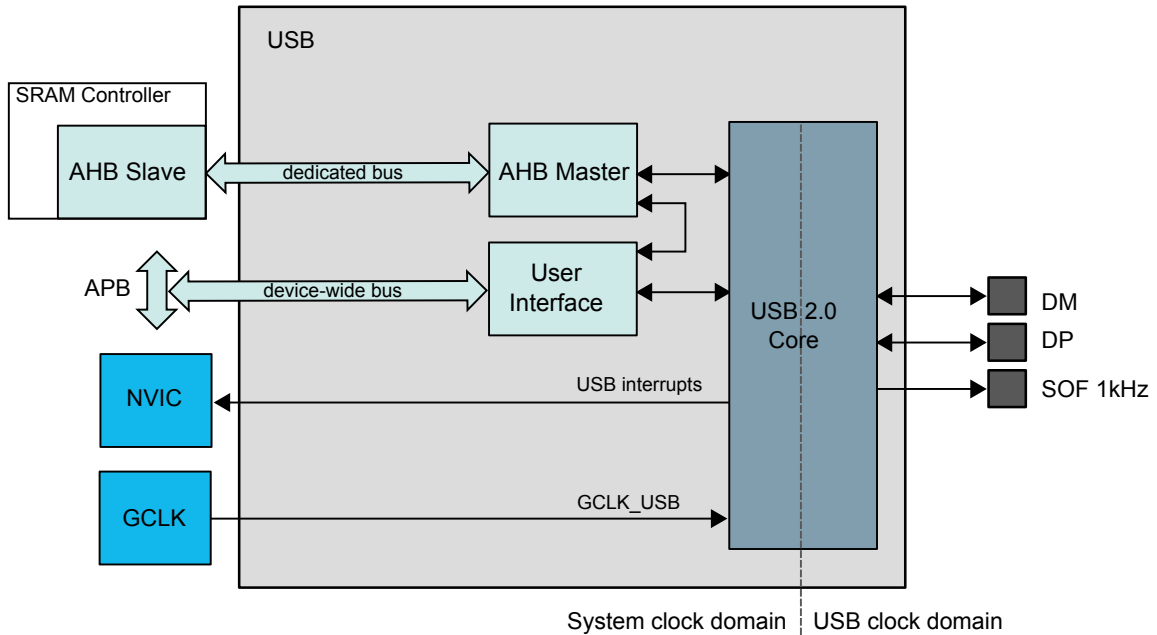 USB
SRAM Controller
AHB Slave
dedicated bus
AHB Master
APB
device-wide bus
User
Interface
USB 2.0
Core
DM
DP
SOF 1kHz
NVIC
USB interrupts
GCLK
GCLK_USB
System clock domain
USB clock domain